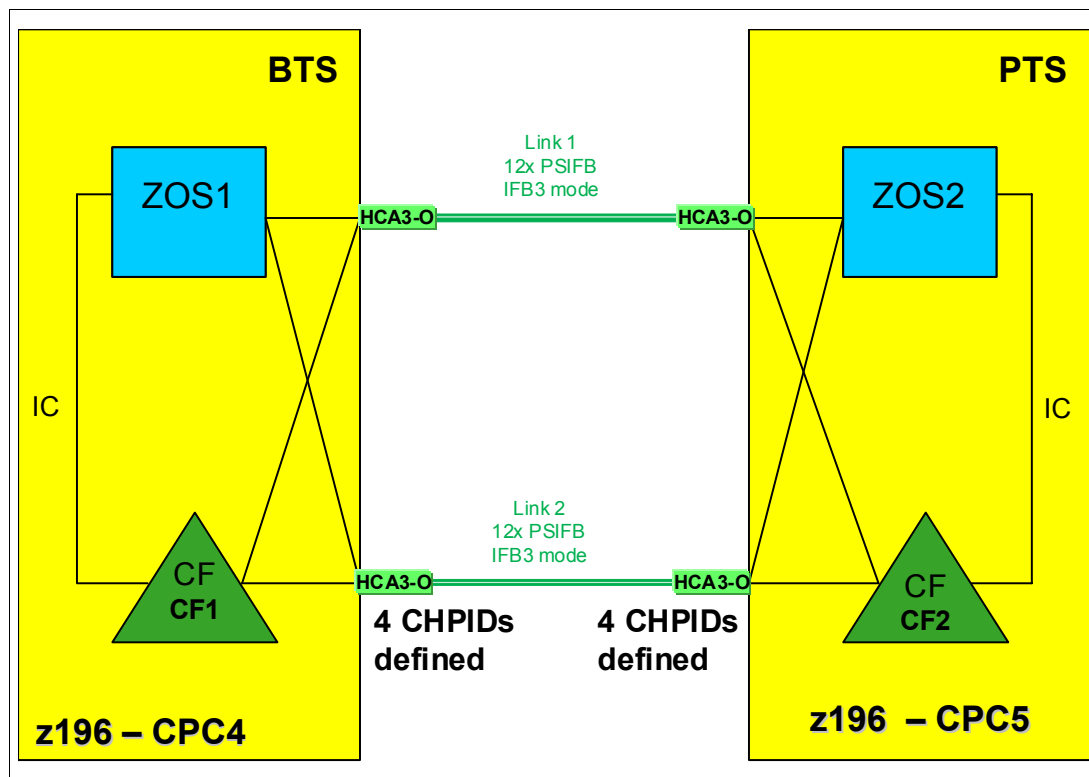 BTS
PTS
Link 1
12x PSIFB
IFB3 mode
ZOS1
ZOS2
HCA3-O
HCA3-O
IC
IC
Link 2
12x PSIFB
IFB3 mode
CF
CF1
CF
CF2
HCA3-O
HCA3-O
4 CHPIDs
defined
4 CHPIDs
defined
z196 – CPC4
z196 – CPC5